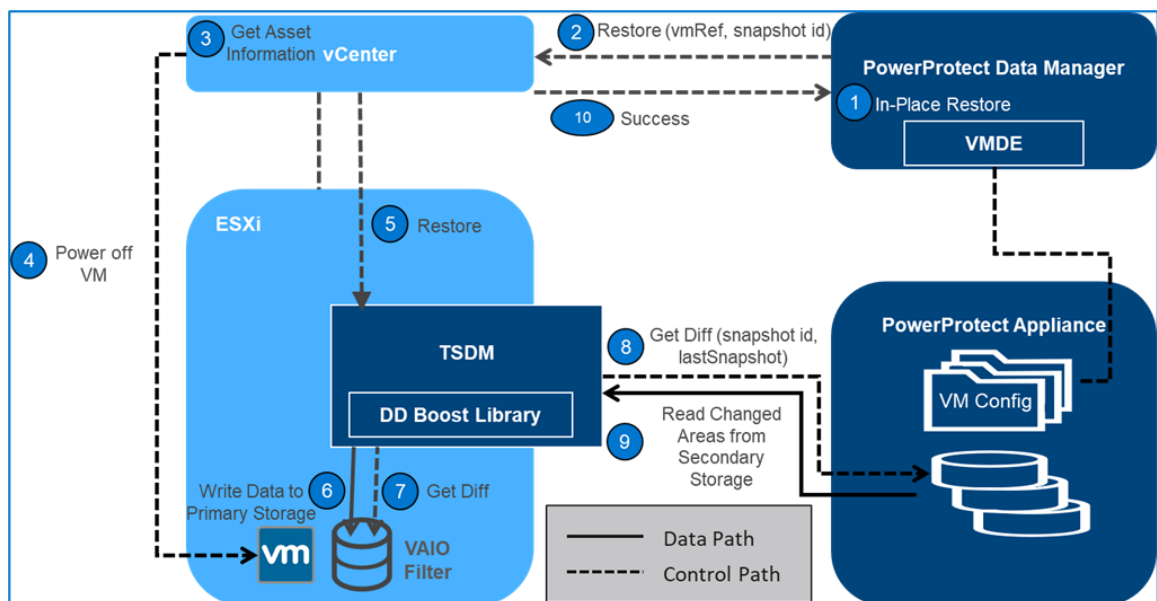 3
Get Asset
Information
vCenter
2
Restore (vmRef, snapshot id)
10
Success
PowerProtect Data Manager
1
In-Place Restore
VMDE
4
Power off
VM
ESXi
5
Restore
TSDM
DD Boost Library
8
Get Diff (snapshot id,
lastSnapshot)
9
Read Changed
Areas from
Secondary
Storage
PowerProtect Appliance
VM Config
Write Data to
Primary Storage
6
7
Get Diff
vm
VAIO
Filter
Data Path
Control Path